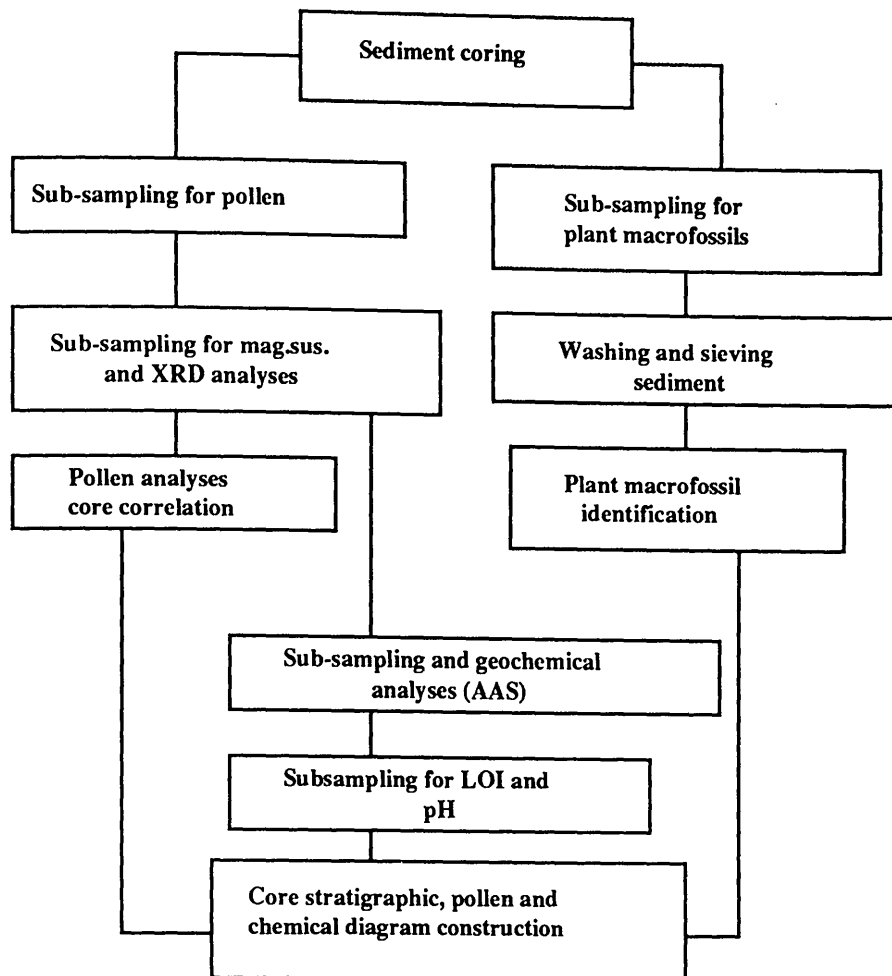 Sediment coring
Sub-sampling for pollen
Sub-sampling for
plant macrofossils
Sub-sampling for mag.sus.
and XRD analyses
Washing and sieving
sediment
Pollen analyses
core correlation
Plant macrofossil
identification
Sub-sampling and geochemical
analyses (AAS)
Subsampling for LOI and
pH
Core stratigraphic, pollen and
chemical diagram construction